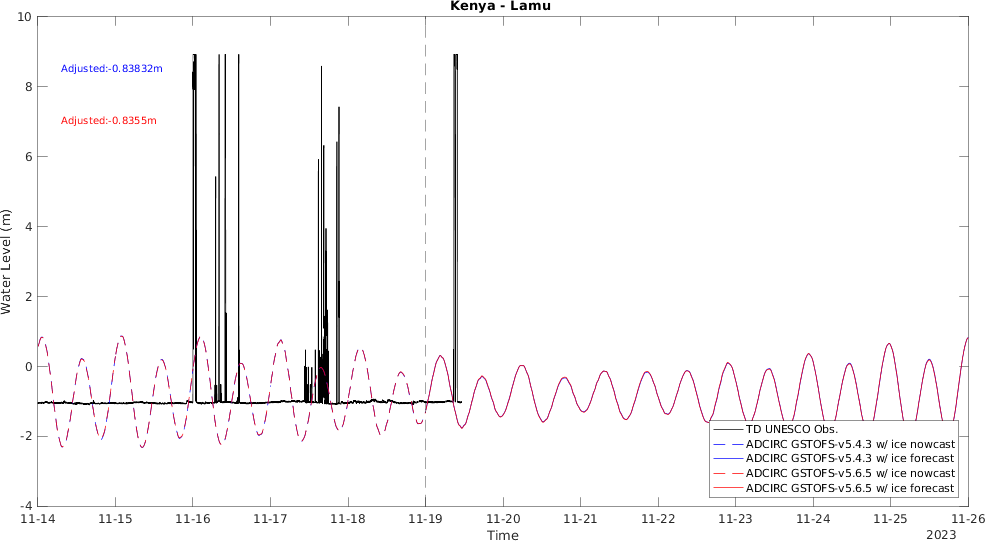 Kenya - Lamu
10
Adjusted:-0.83832m
8
Adjusted:-0.8355m
6
4
Water Level (m)
2
0
-2
TD UNESCO Obs.
ADCIRC GSTOFS-v5.4.3 w/ ice nowcast
ADCIRC GSTOFS-v5.4.3 w/ ice forecast
ADCIRC GSTOFS-v5.6.5 w/ ice nowcast
ADCIRC GSTOFS-v5.6.5 w/ ice forecast
-4
11-14 11-15 11-16 11-17 11-18 11-19 11-20 11-21 11-22 11-23 11-24 11-25 11-26
Time
2023